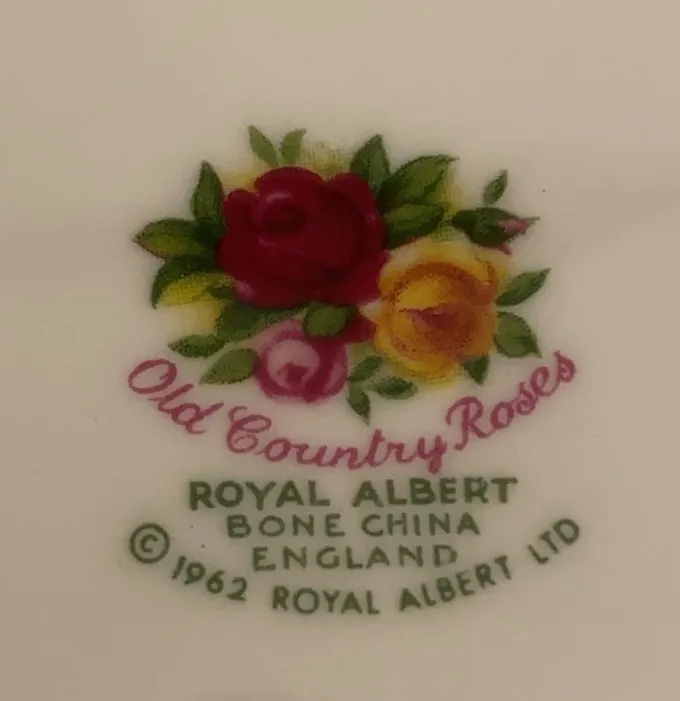 Old Country Roses
ROYAL ALBERT
BONE CHINA
ENGLAND
© 1962 ROYAL ALBERT LTD